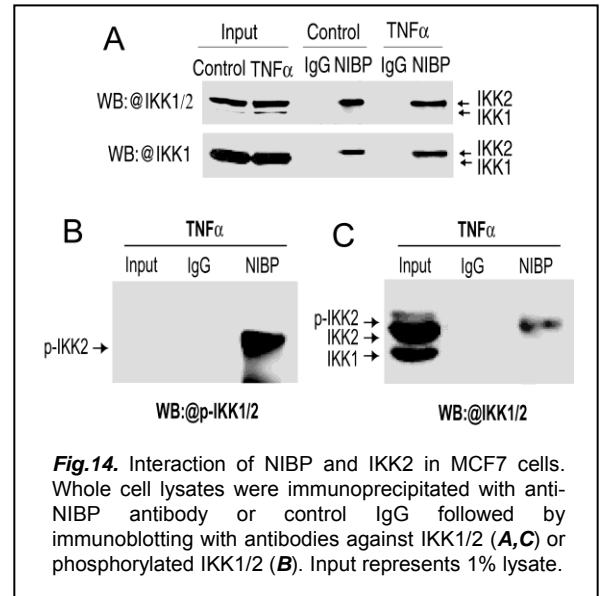 A
Input Control TNFα
Control TNFα IgG NIBP IgG NIBP
WB:@IKK1/2 ← IKK2
← IKK1
WB:@IKK1 ← IKK2
← IKK1
B
TNFα
Input IgG NIBP
p-IKK2 →
WB:@p-IKK1/2
C
TNFα
Input IgG NIBP
p-IKK2 →
IKK2 →
IKK1 →
WB:@IKK1/2
Fig.14. Interaction of NIBP and IKK2 in MCF7 cells.
Whole cell lysates were immunoprecipitated with anti-
NIBP antibody or control IgG followed by
immunoblotting with antibodies against IKK1/2 (A,C) or
phosphorylated IKK1/2 (B). Input represents 1% lysate.